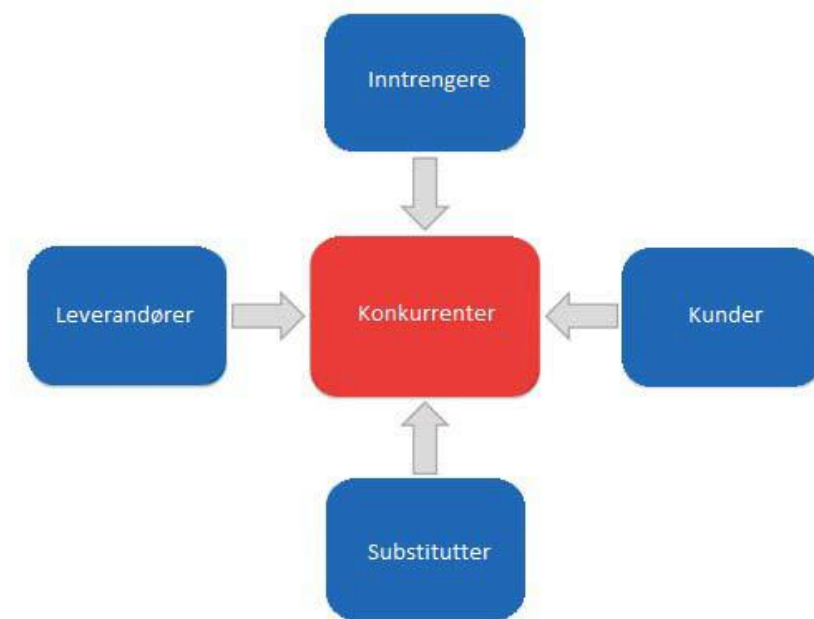 Inntrengere
Leverandører
Konkurrenter
Kunder
Substitutter